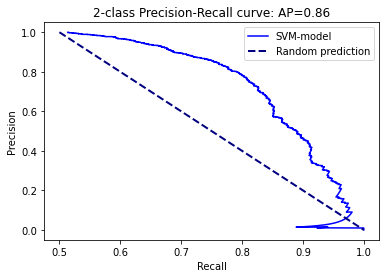 2-class Precision-Recall curve: AP=0.86
SVM-model
Random prediction
Precision
1.0
0.8
0.6
0.4
0.2
0.0
0.5 0.6 0.7 0.8 0.9 1.0
Recall